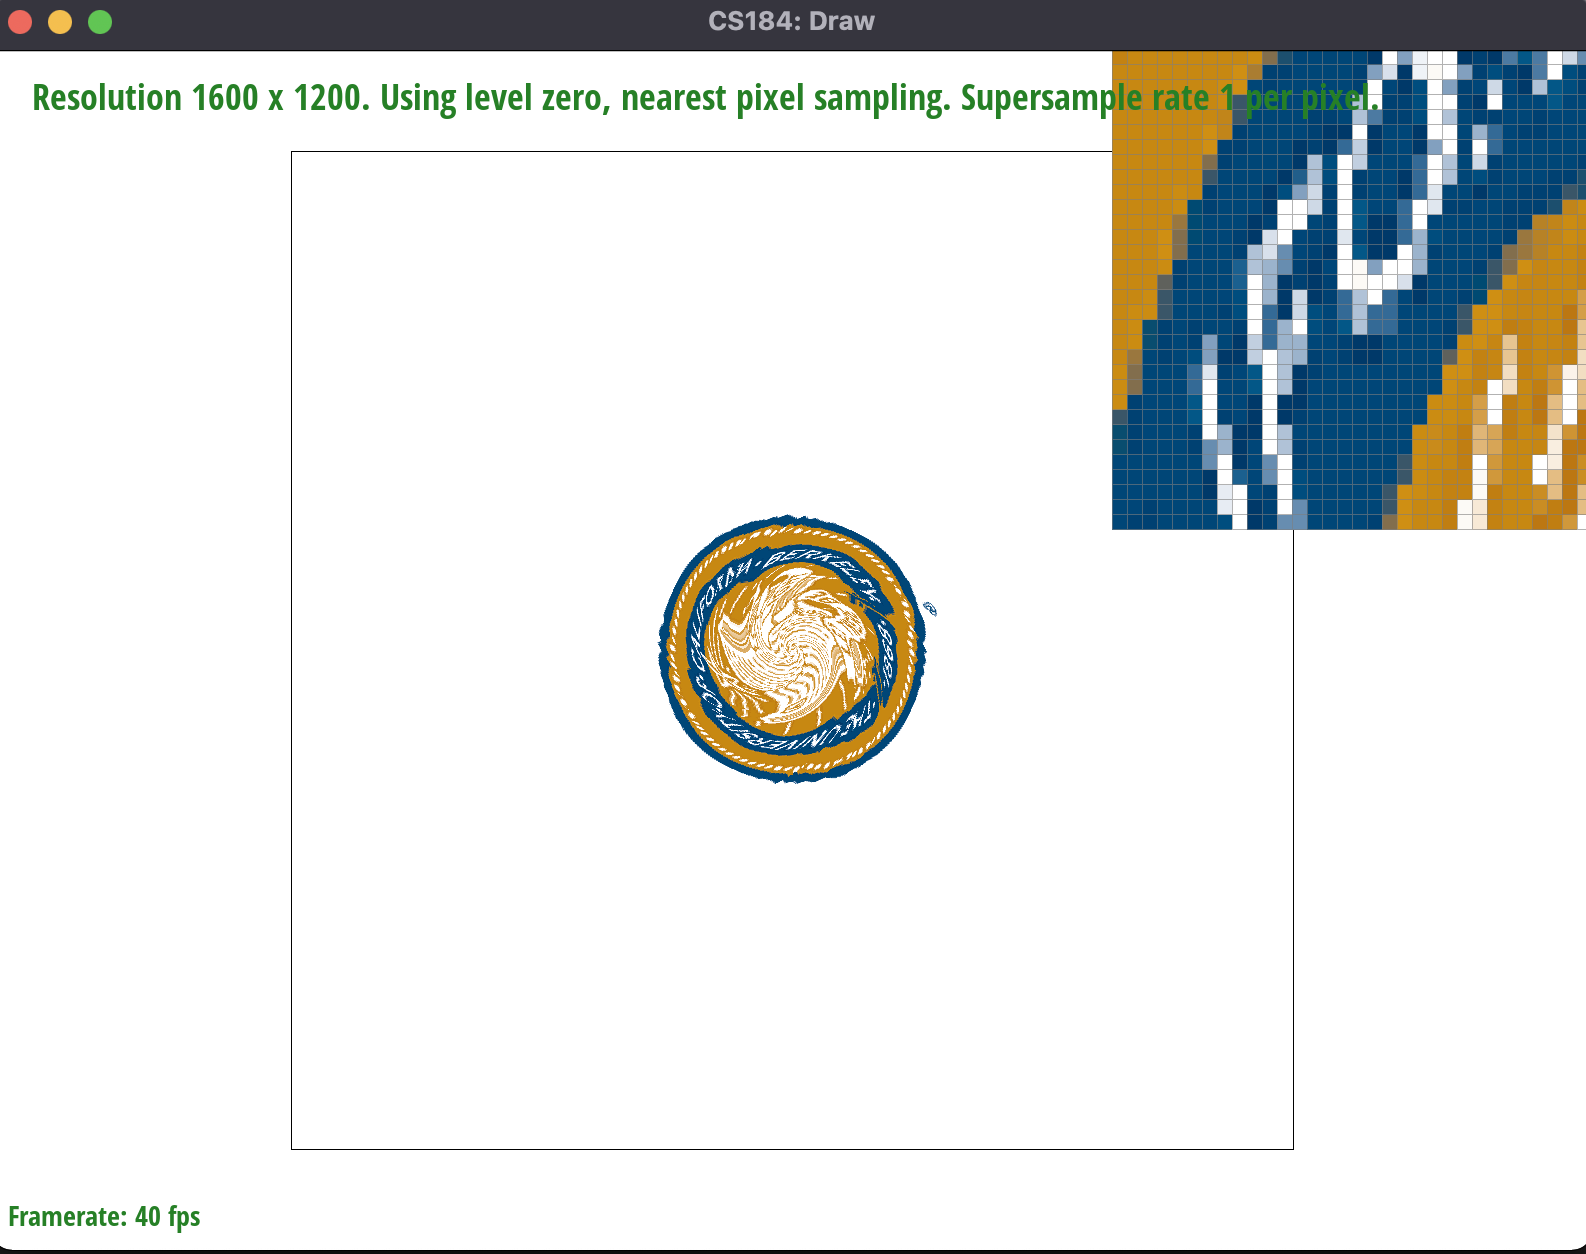 CS184: Draw
Resolution 1600 x 1200. Using level zero, nearest pixel sampling. Supersample rate 1 per pixel.
Framerate: 40 fps